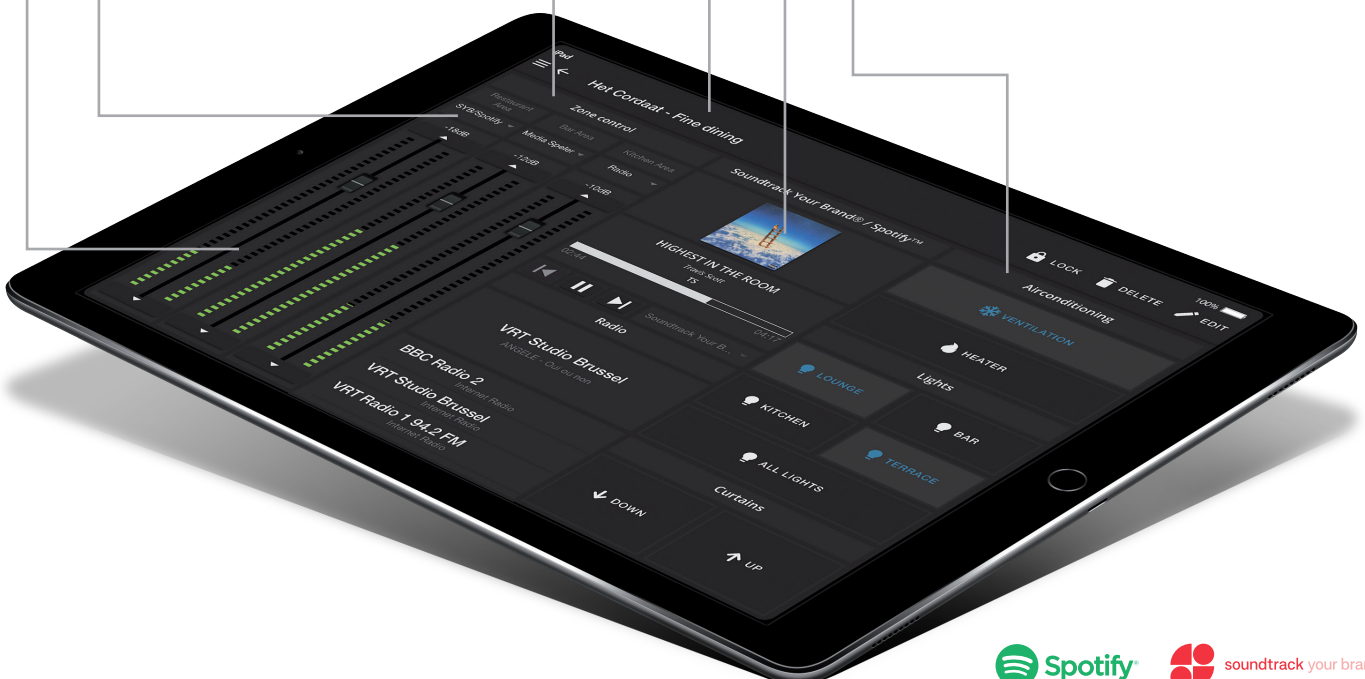 iPad
100%
Het Cordaat - Fine dining
LOCK
DELETE
EDIT
Zone control
Restaurant
Area
SYB/Spotify
-18dB
Bar Area
Media Speler
-12dB
Kitchen Area
Radio
-10dB
Soundtrack Your Brand® / Spotify™
HIGHEST IN THE ROOM
Travis Scott
TS
02:44
04:17
Soundtrack Your B...
Radio
VRT Studio Brussel
ANGELE - Oui ou non
BBC Radio 2
Internet Radio
VRT Studio Brussel
Internet Radio
VRT Radio 1 94.2 FM
Internet Radio
Airconditioning
VENTILATION
HEATER
Lights
LOUNGE
BAR
KITCHEN
TERRACE
ALL LIGHTS
Curtains
DOWN
UP
Spotify®
soundtrack your bran